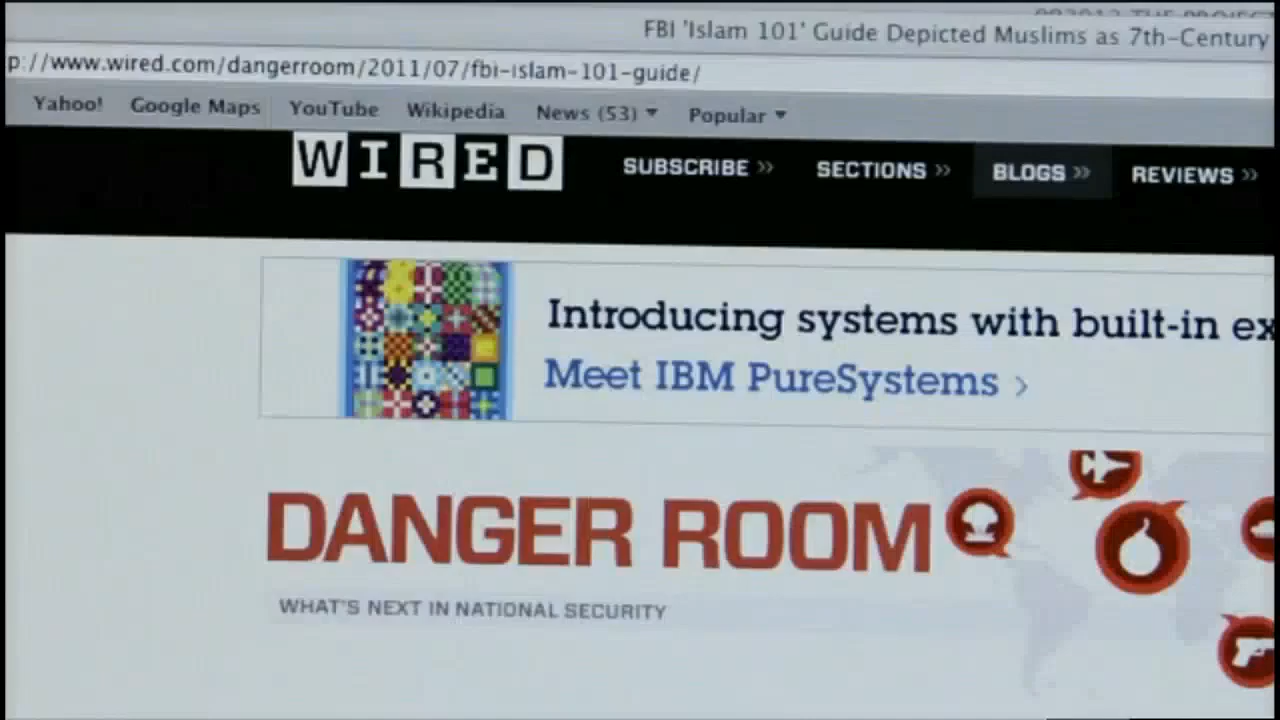 FBI 'Islam 101' Guide Depicted Muslims as 7th-Century
p://www.wired.com/dangerroom/2011/07/fbi-islam-101-guide/
Yahoo! Google Maps YouTube Wikipedia News (53) Popular
WIRED SUBSCRIBE >> SECTIONS >> BLOGS >> REVIEWS >>
Introducing systems with built-in ex
Meet IBM PureSystems >
DANGER ROOM
WHAT'S NEXT IN NATIONAL SECURITY